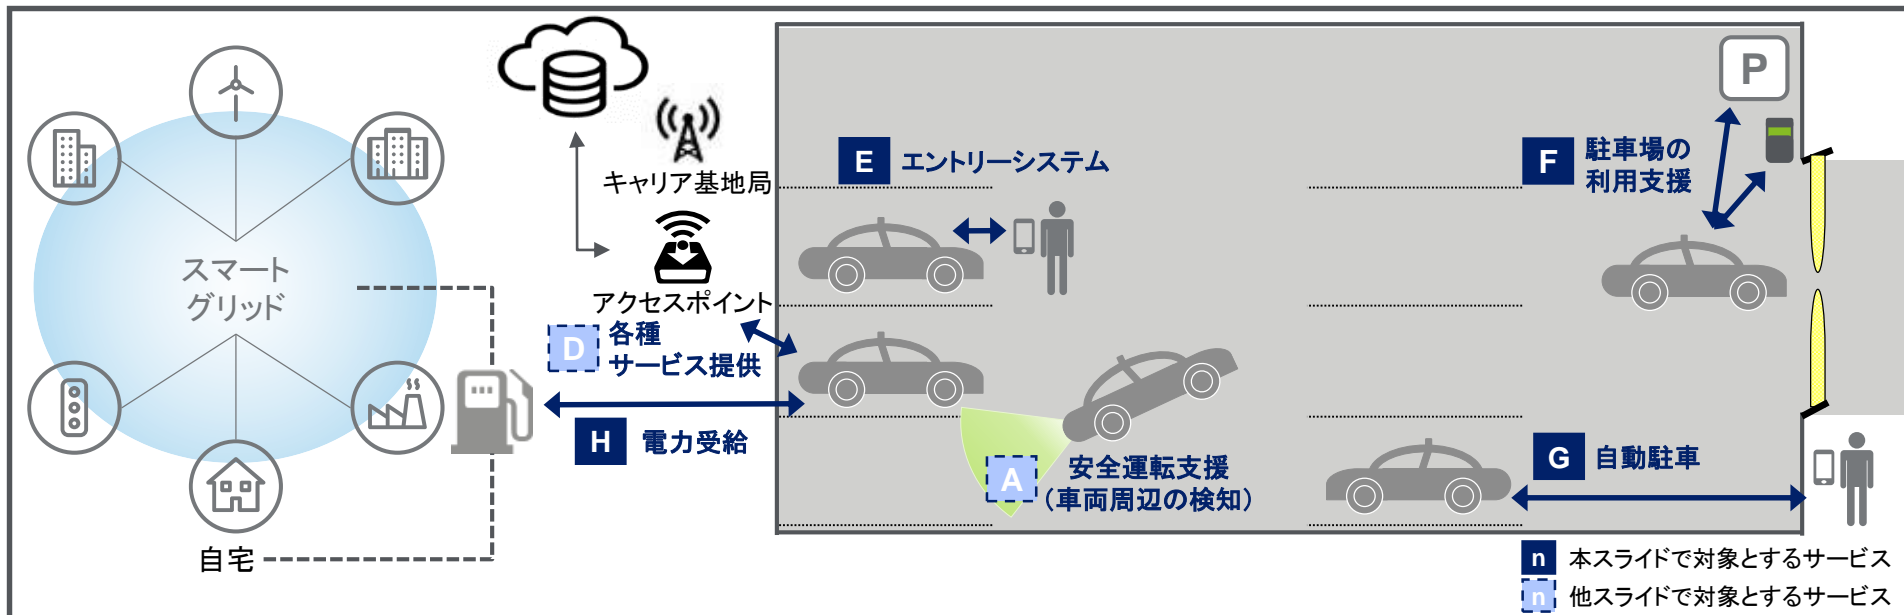 スマート
グリッド
自宅
キャリア基地局
アクセスポイント
D 各種
サービス提供
H 電力受給
E エントリーシステム
A 安全運転支援
(車両周辺の検知)
P
F 駐車場の
利用支援
G 自動駐車
n 本スライドで対象とするサービス
n 他スライドで対象とするサービス